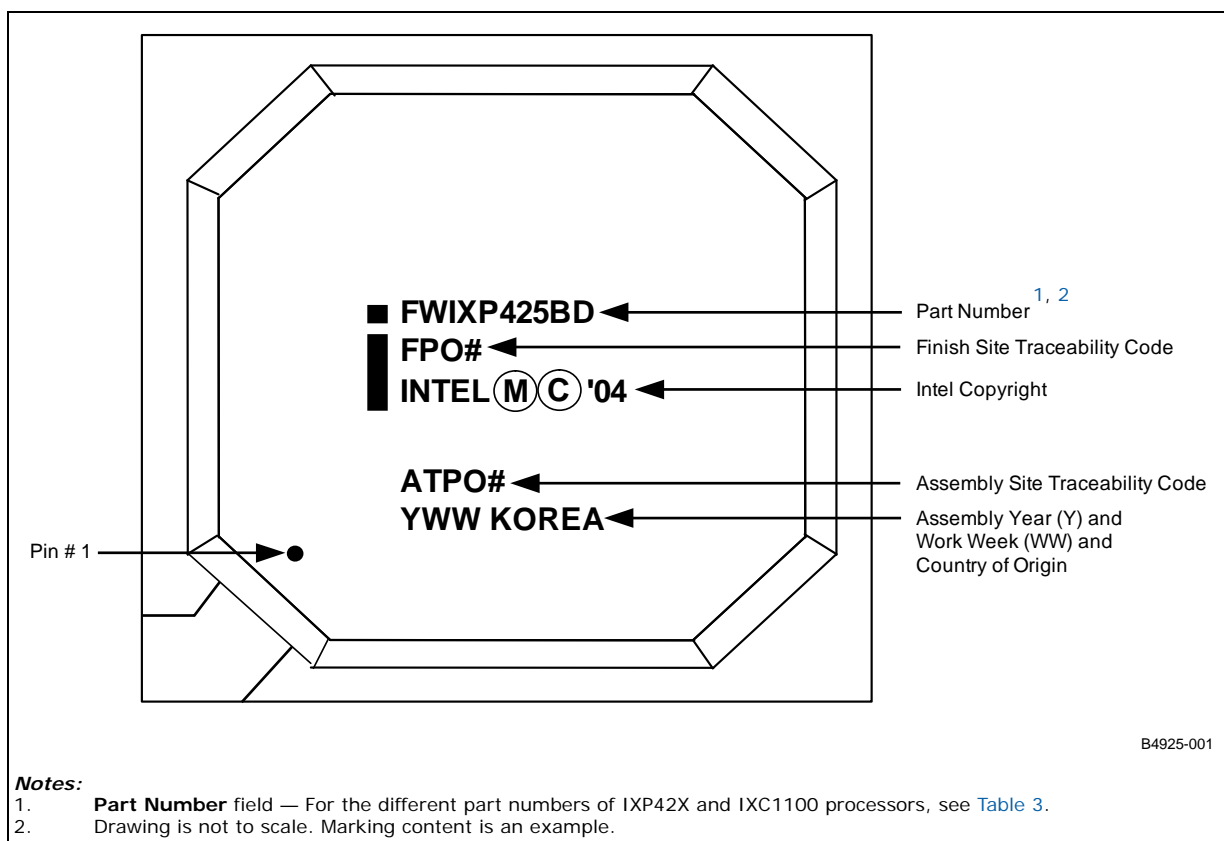 FWIXP425BD
Part Number 1, 2
FPO#
Finish Site Traceability Code
INTEL Ⓜ Ⓒ '04
Intel Copyright
ATPO#
Assembly Site Traceability Code
YWW KOREA
Assembly Year (Y) and
Work Week (WW) and
Country of Origin
Pin # 1
B4925-001
Notes:
1. Part Number field — For the different part numbers of IXP42X and IXC1100 processors, see Table 3.
2. Drawing is not to scale. Marking content is an example.